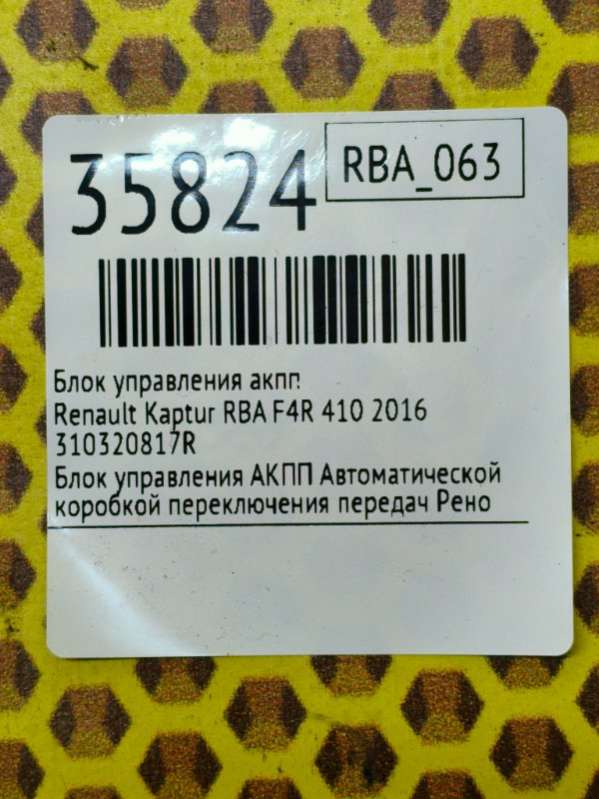 35824
RBA_063
Блок управления акпп
Renault Kaptur RBA F4R 410 2016
310320817R
Блок управления АКПП Автоматической
коробкой переключения передач Рено